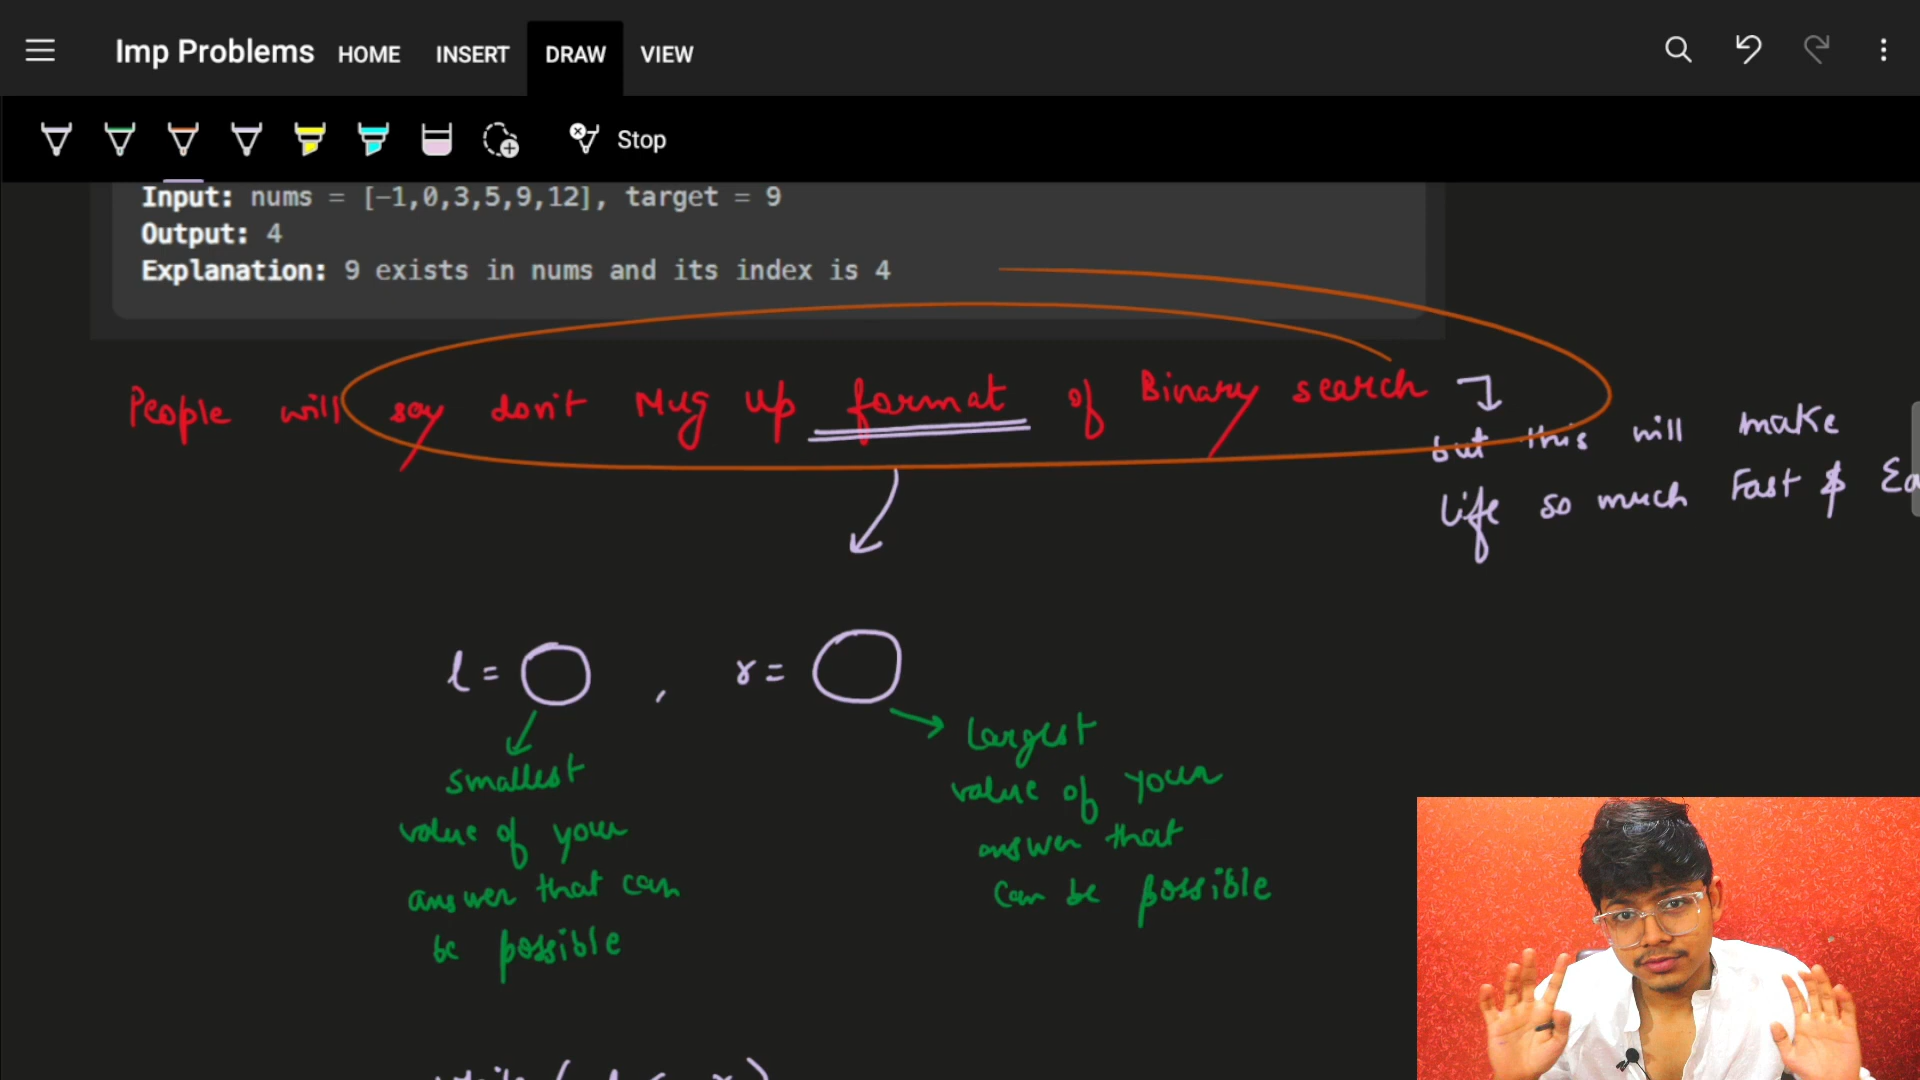 Imp Problems HOME INSERT DRAW VIEW
Stop
Input: nums = [-1,0,3,5,9,12], target = 9
Output: 4
Explanation: 9 exists in nums and its index is 4
People will say don't Mug up format of Binary search
but this will make
life so much Fast & Ea
l = , r =
smallest
value of your
answer that can
be possible
Largest
value of your
answer that
can be possible
while (